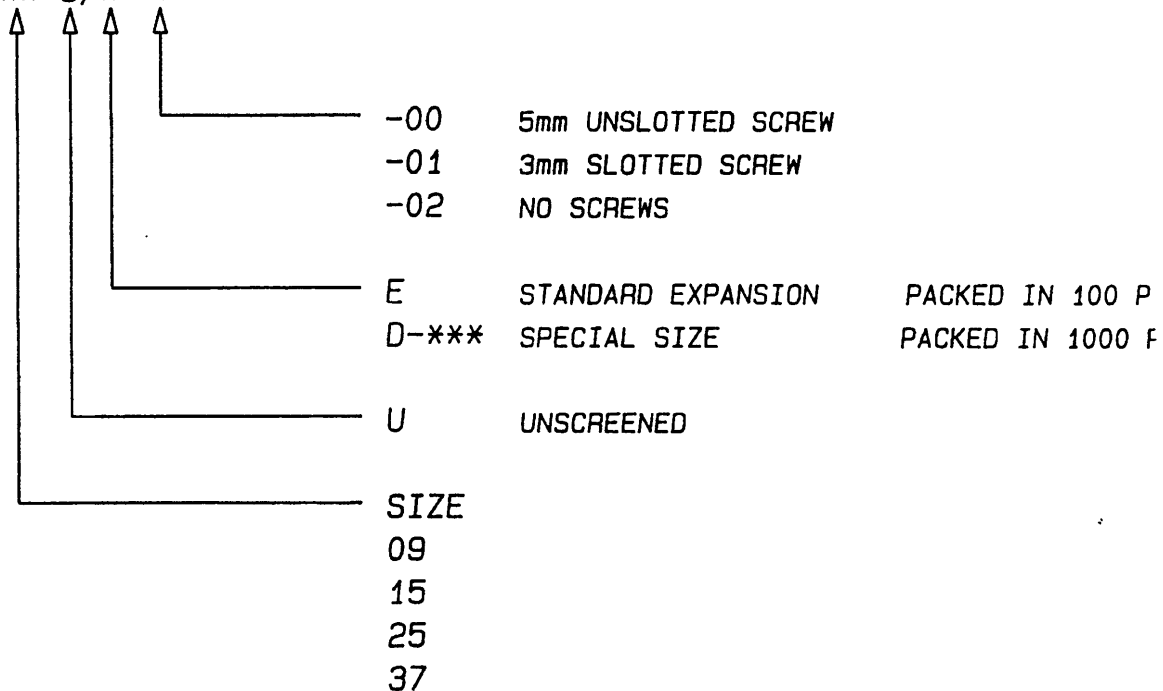 -00 5mm UNSLOTTED SCREW
-01 3mm SLOTTED SCREW
-02 NO SCREWS
E STANDARD EXPANSION PACKED IN 100 P
D-*** SPECIAL SIZE PACKED IN 1000
U UNSCREENED
SIZE
09
15
25
37